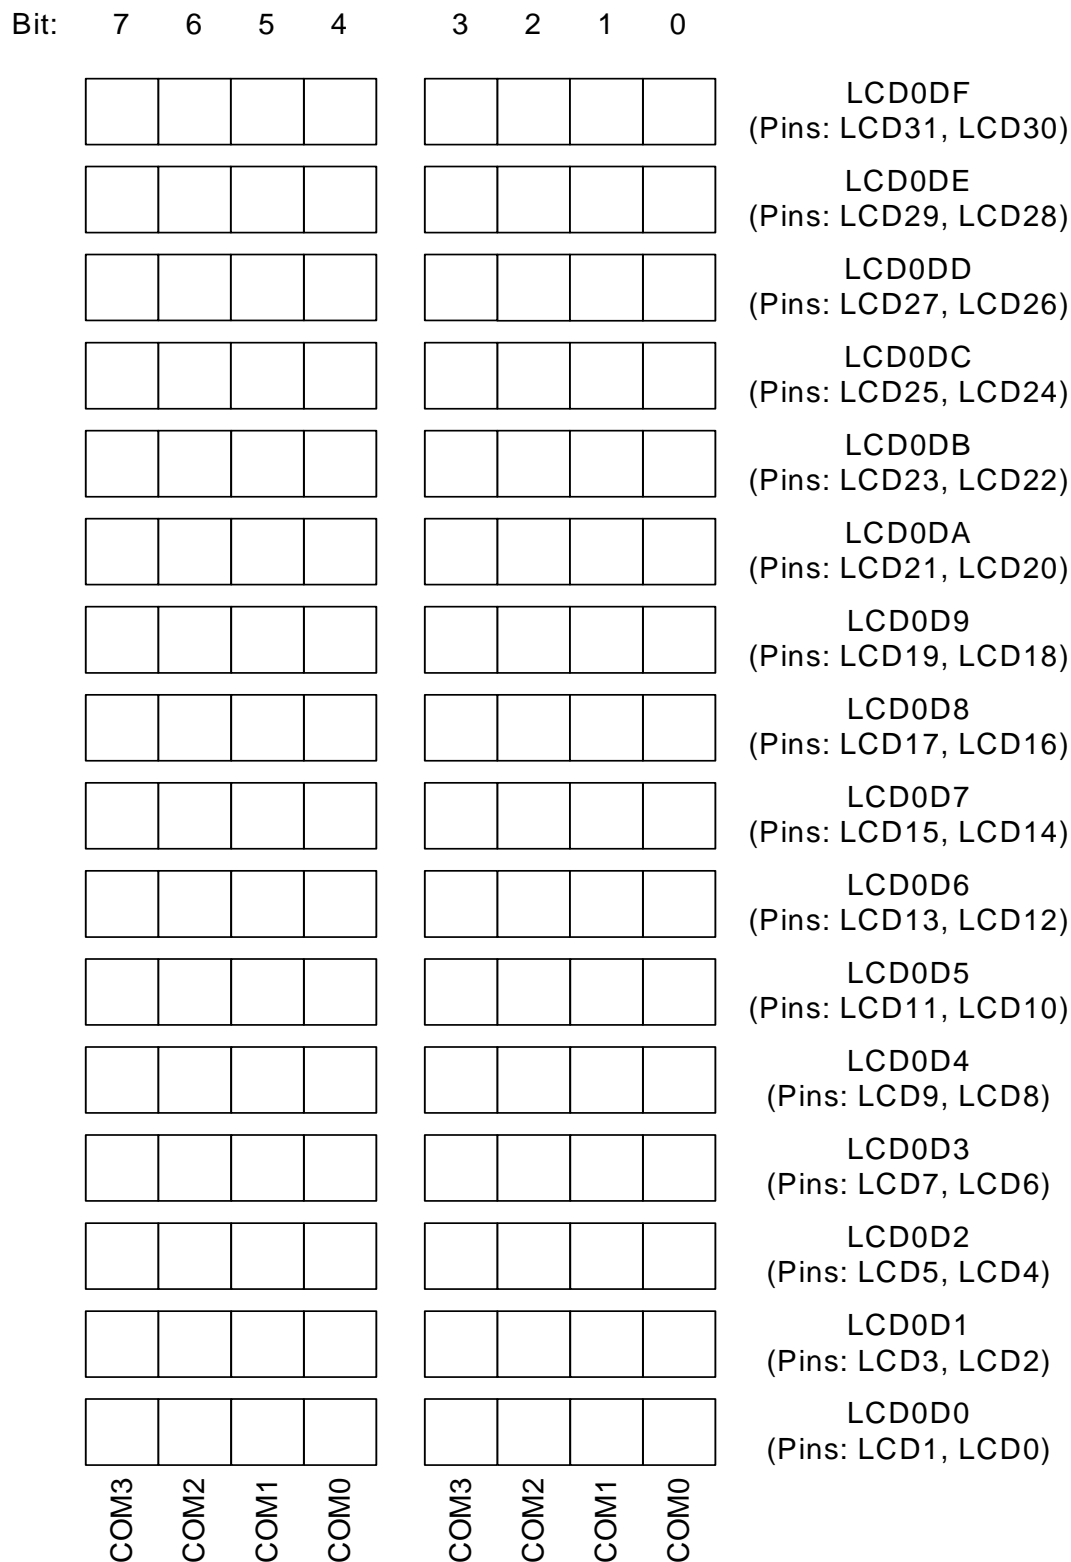 Bit: 7 6 5 4 3 2 1 0
LCD0DF
(Pins: LCD31, LCD30)
LCD0DE
(Pins: LCD29, LCD28)
LCD0DD
(Pins: LCD27, LCD26)
LCD0DC
(Pins: LCD25, LCD24)
LCD0DB
(Pins: LCD23, LCD22)
LCD0DA
(Pins: LCD21, LCD20)
LCD0D9
(Pins: LCD19, LCD18)
LCD0D8
(Pins: LCD17, LCD16)
LCD0D7
(Pins: LCD15, LCD14)
LCD0D6
(Pins: LCD13, LCD12)
LCD0D5
(Pins: LCD11, LCD10)
LCD0D4
(Pins: LCD9, LCD8)
LCD0D3
(Pins: LCD7, LCD6)
LCD0D2
(Pins: LCD5, LCD4)
LCD0D1
(Pins: LCD3, LCD2)
LCD0D0
(Pins: LCD1, LCD0)
COM3 COM2 COM1 COM0 COM3 COM2 COM1 COM0